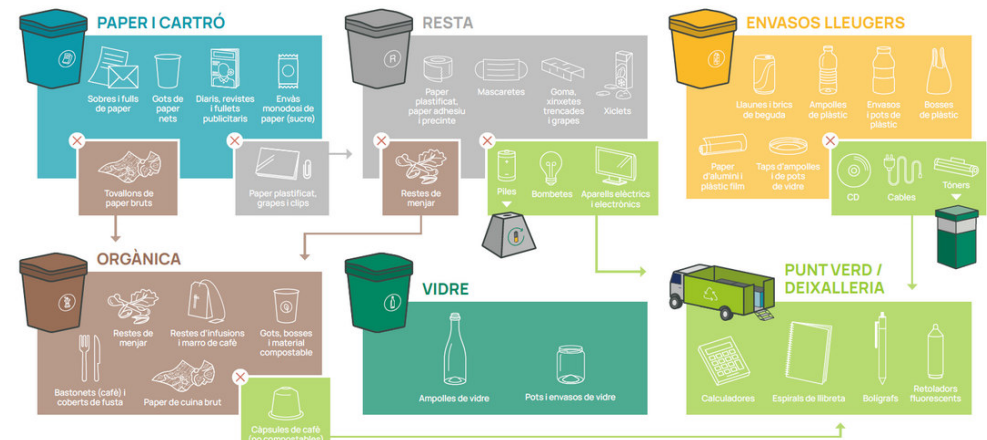 PAPER I CARTRÓ
Sobres i fulls
de paper
Gots de
paper
nets
Diaris, revistes
i fullets
publicitaris
Envàs
monodosi de
paper (sucre)
Tovallons de
paper bruts
Paper plastificat,
grapes i clips
RESTA
R
Paper
plastificat,
paper adhesiu
i precinte
Mascaretes
Goma,
xinxetes
trencades
i grapes
Xiclets
Restes de
menjar
Piles
Bombetes
Aparells elèctrics
i electrònics
ENVASOS LLEUGERS
Llaunes i brics
de beguda
Ampolles
de plàstic
Envasos
i pots de
plàstic
Bosses
de plàstic
Paper
d'alumini i
plàstic film
Taps d'ampolles
i de pots
de vidre
CD
Cables
Tòners
ORGÀNICA
Restes de
menjar
Restes d'infusions
i marro de cafè
Gots, bosses
i material
compostable
Bastonets (cafè) i
coberts de fusta
Paper de cuina brut
Càpsules de cafè
(no compostables)
VIDRE
Ampolles de vidre
Pots i envasos de vidre
PUNT VERD /
DEIXALLERIA
Calculadores
Espirals de llibreta
Bolígrafs
Retoladors
fluorescents